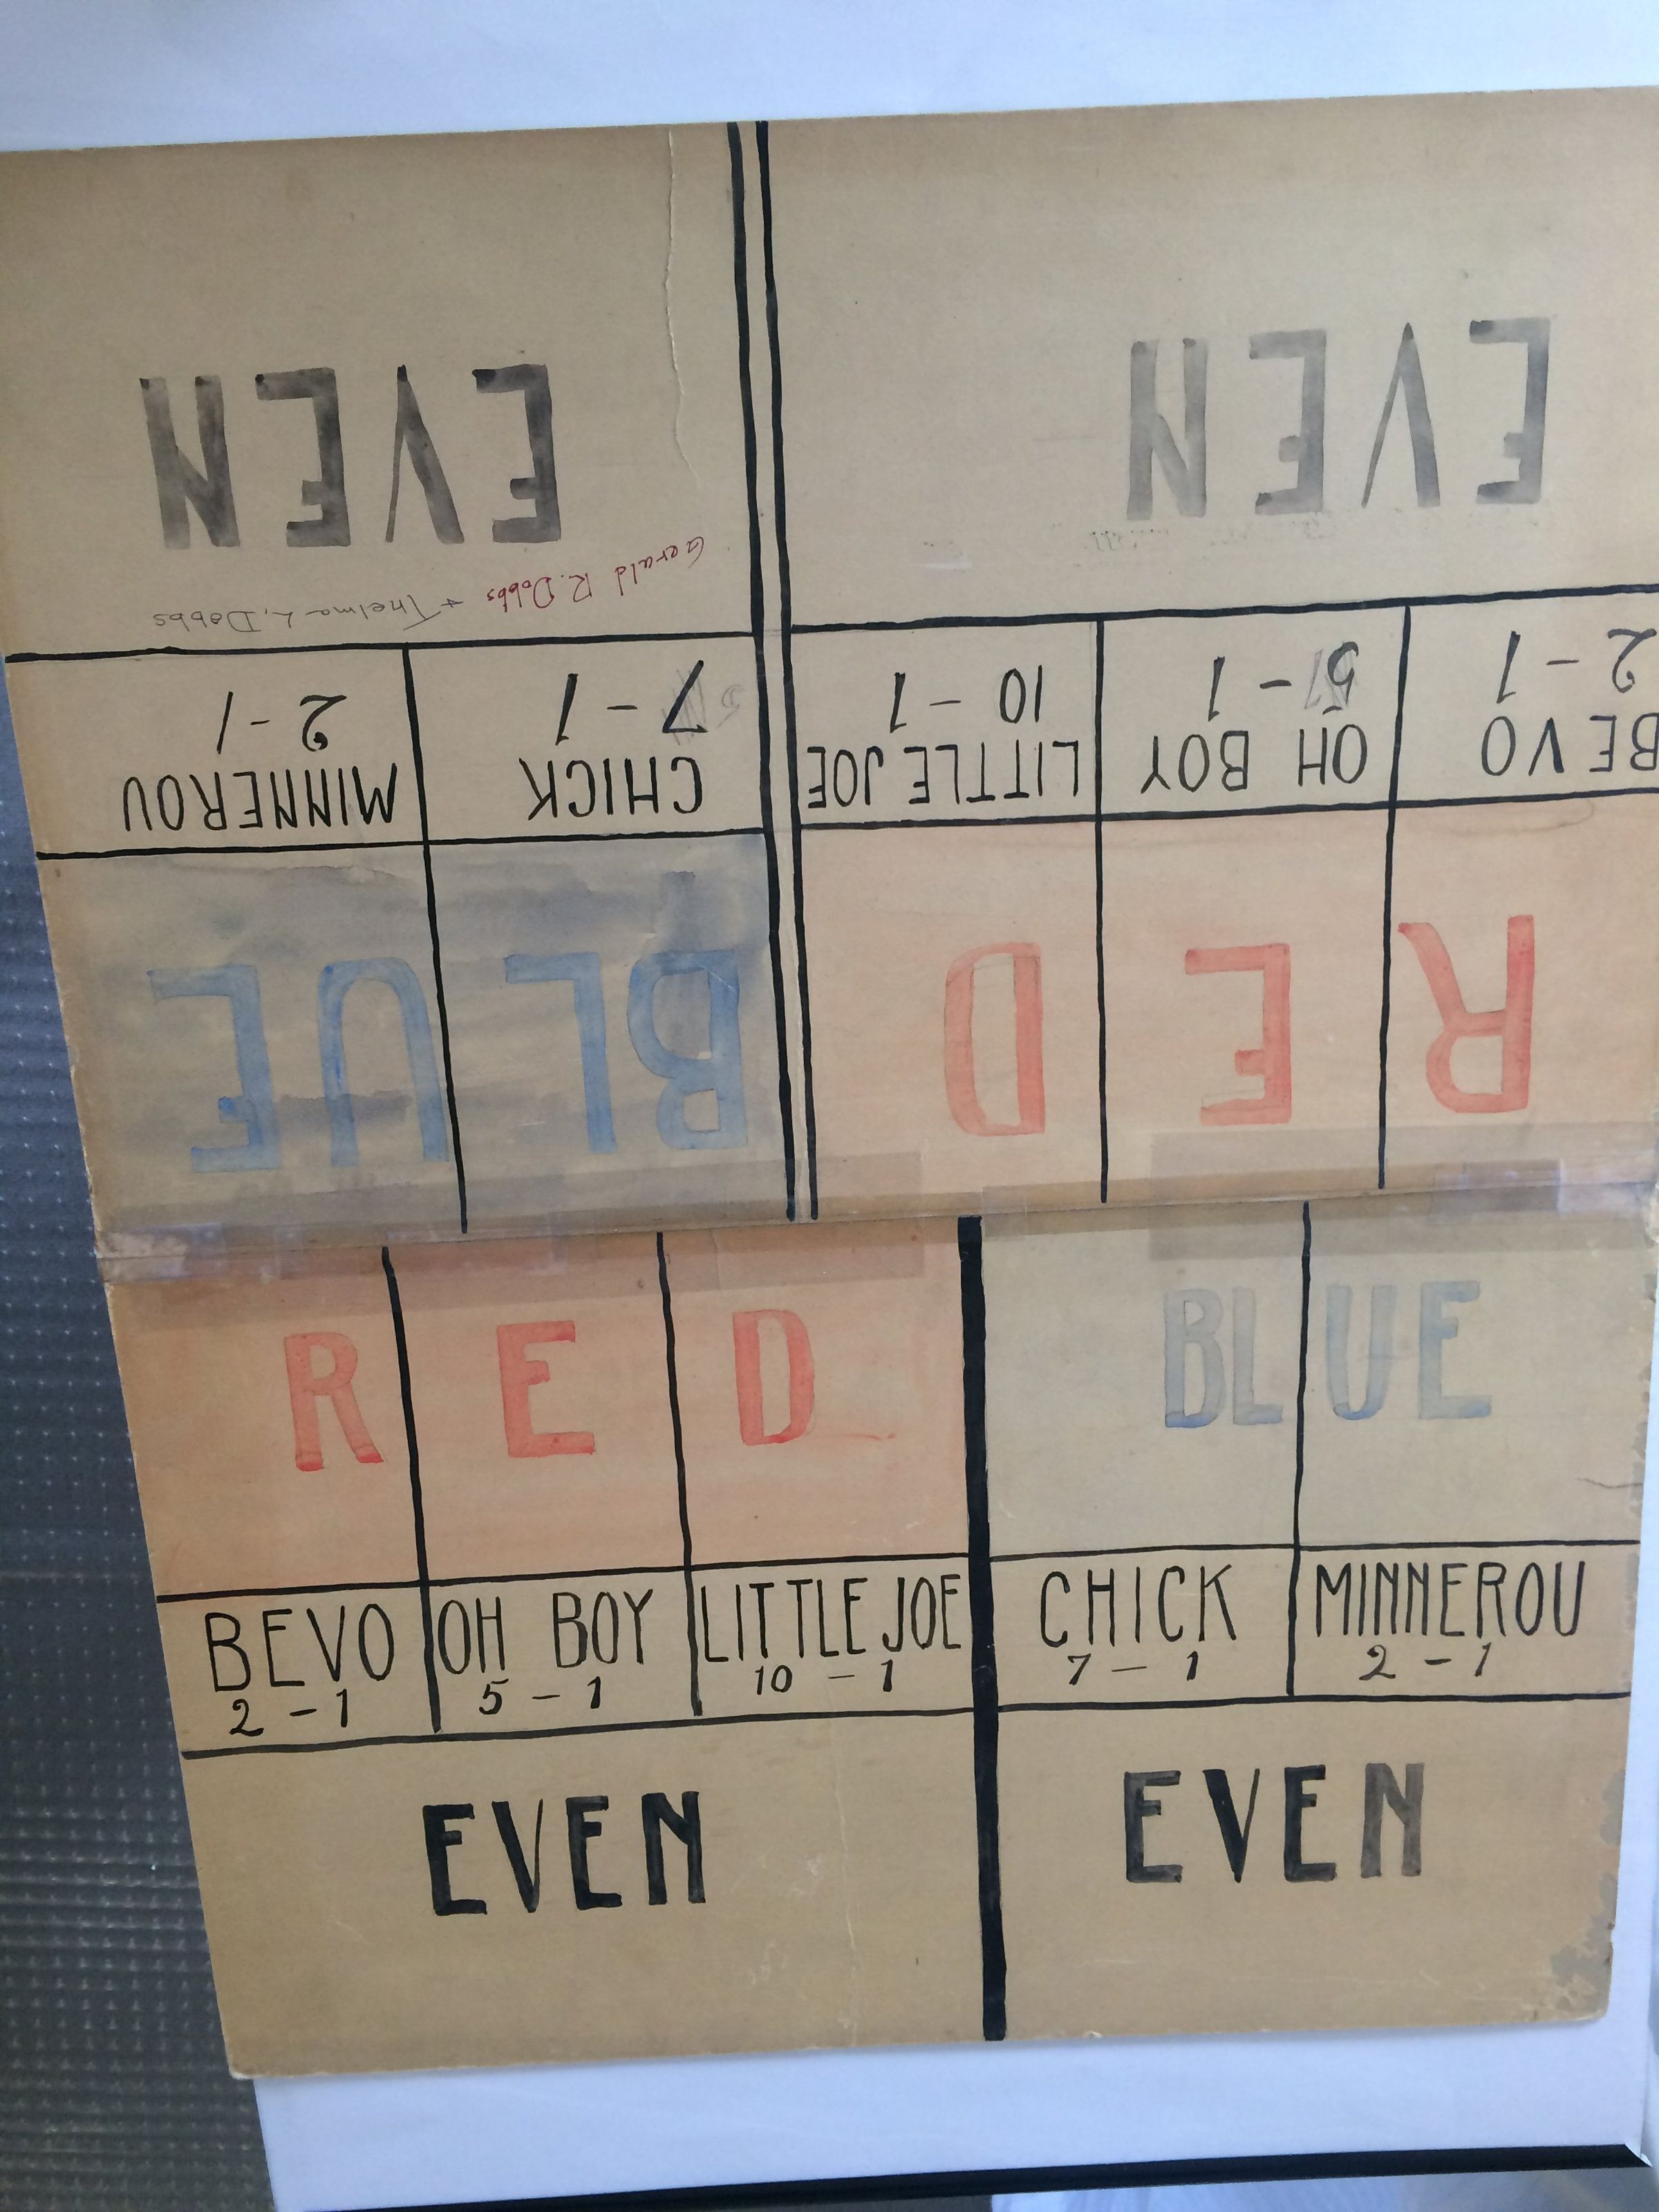 EVEN
EVEN
Gerald R. Dobbs + Thelma L. Dobbs
BEVO
2 - 1
OH BOY
5 - 1
LITTLE JOE
10 - 1
CHICK
7 - 1
MINNEROU
2 - 1
RED
BLUE
RED
BLUE
BEVO
2 - 1
OH BOY
5 - 1
LITTLE JOE
10 - 1
CHICK
7 - 1
MINNEROU
2 - 1
EVEN
EVEN